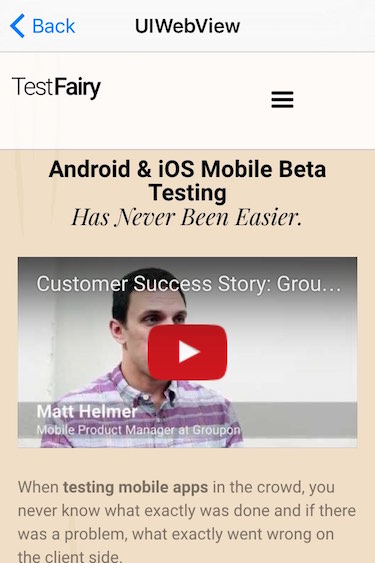 Back
UIWebView
TestFairy
Android & iOS Mobile Beta
Testing
Has Never Been Easier.
Customer Success Story: Grou...
Matt Helmer
Mobile Product Manager at Groupon
When testing mobile apps in the crowd, you
never know what exactly was done and if there
was a problem, what exactly went wrong on
the client side.